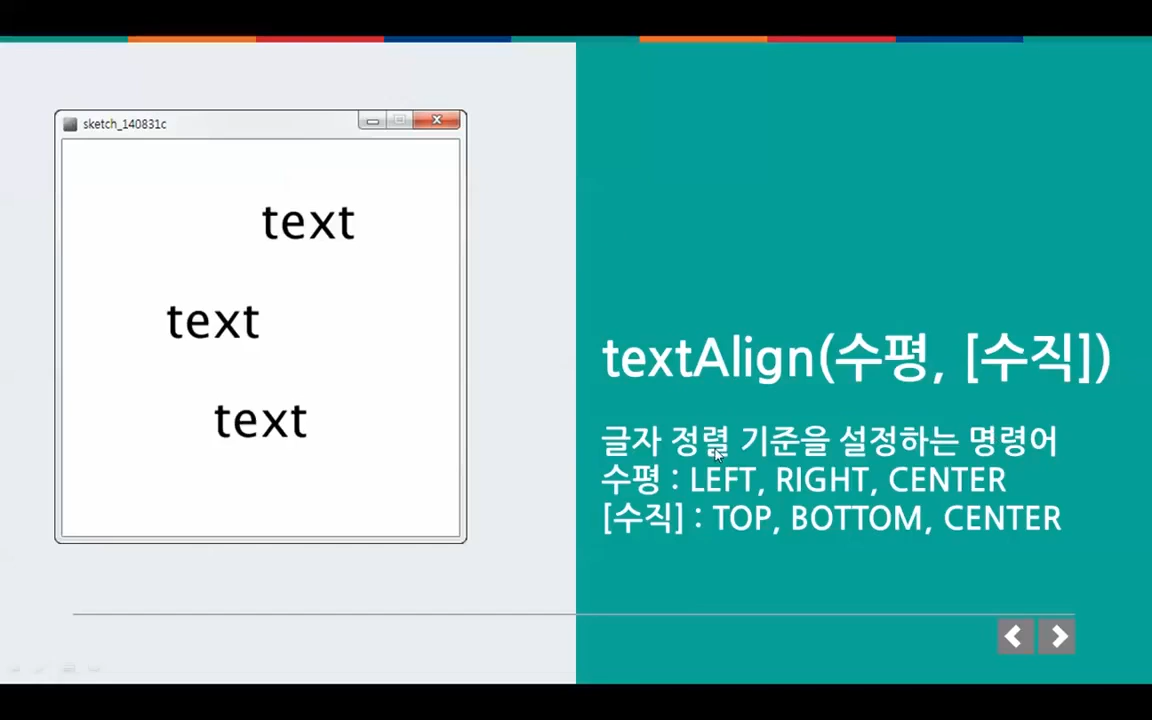 sketch_140831c
text
text
text
textAlign(수평, [수직])
글자 정렬 기준을 설정하는 명령어
수평 : LEFT, RIGHT, CENTER
[수직] : TOP, BOTTOM, CENTER